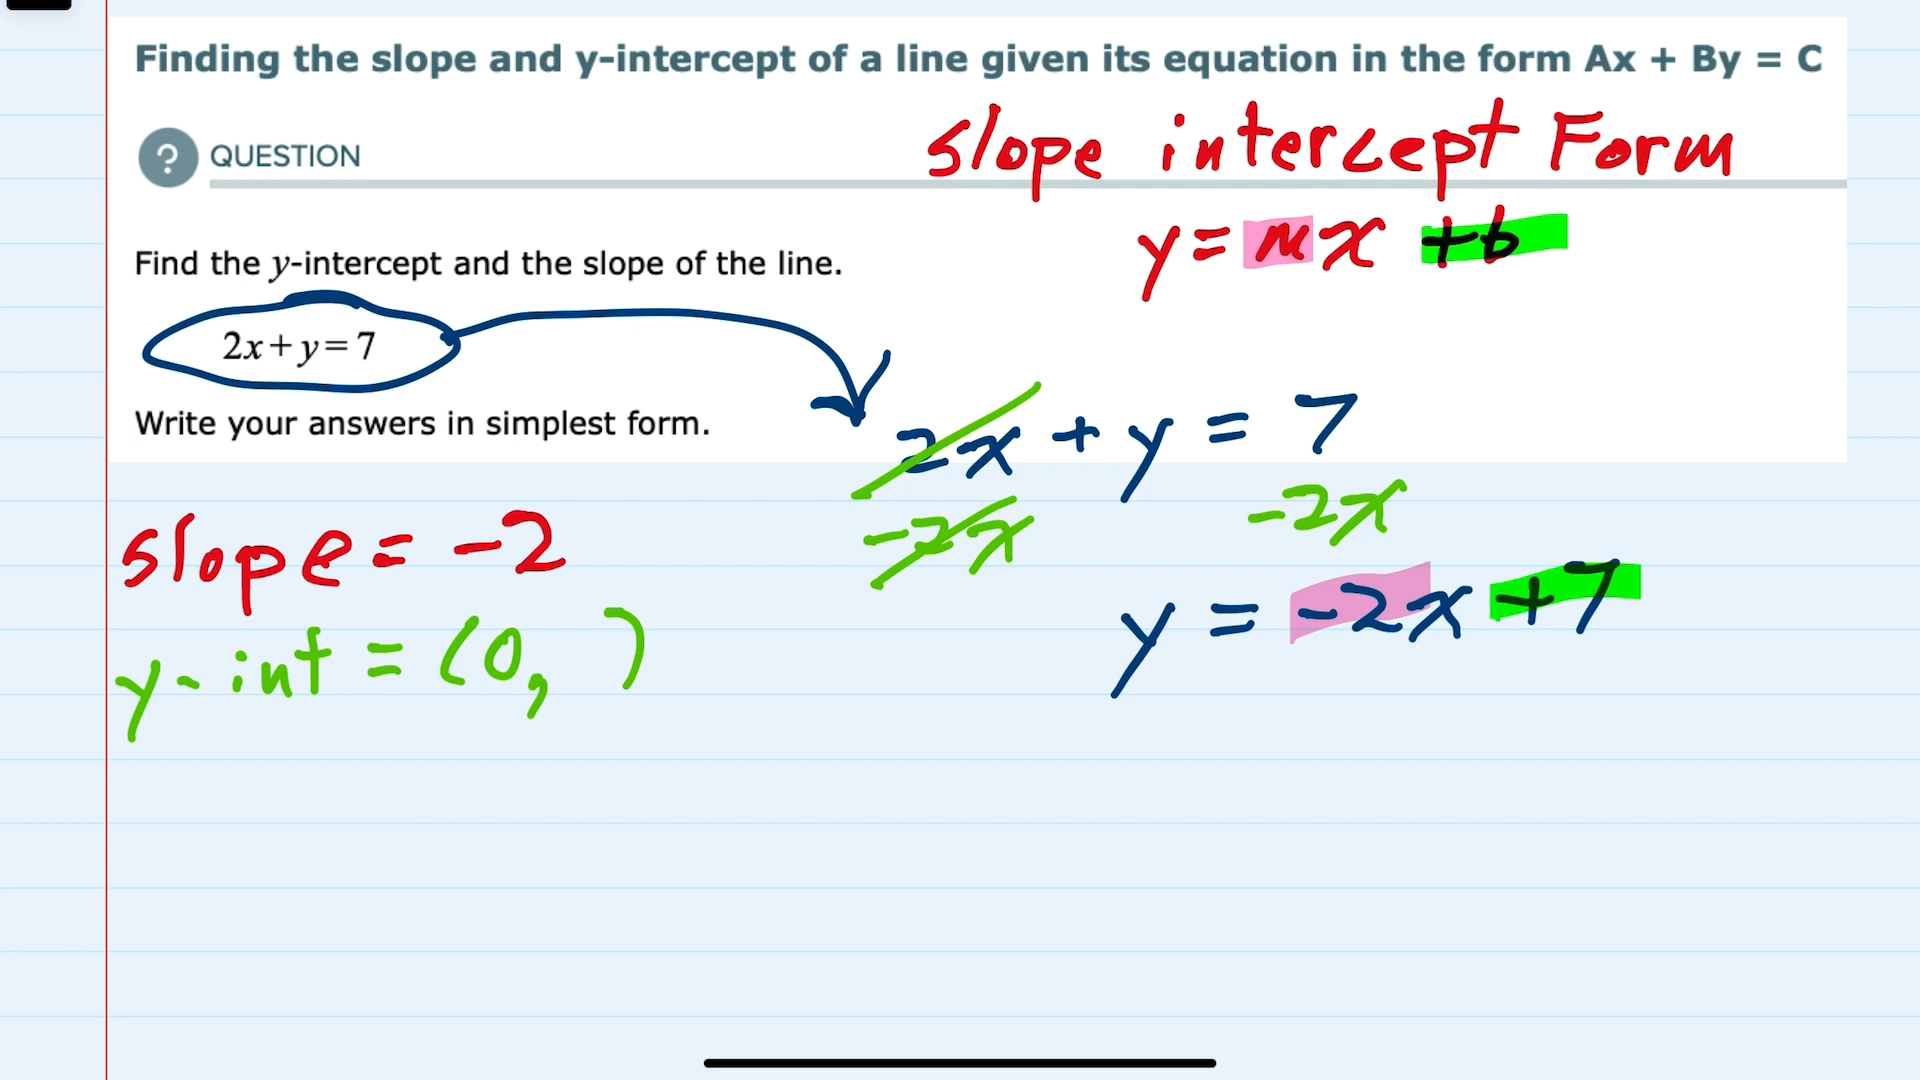 Finding the slope and y-intercept of a line given its equation in the form Ax + By = C
? QUESTION
slope intercept Form
y = mx + b
Find the y-intercept and the slope of the line.
2x+y=7
Write your answers in simplest form.
2x + y = 7
-2x -2x
y = -2x + 7
slope = -2
y-int = (0, )